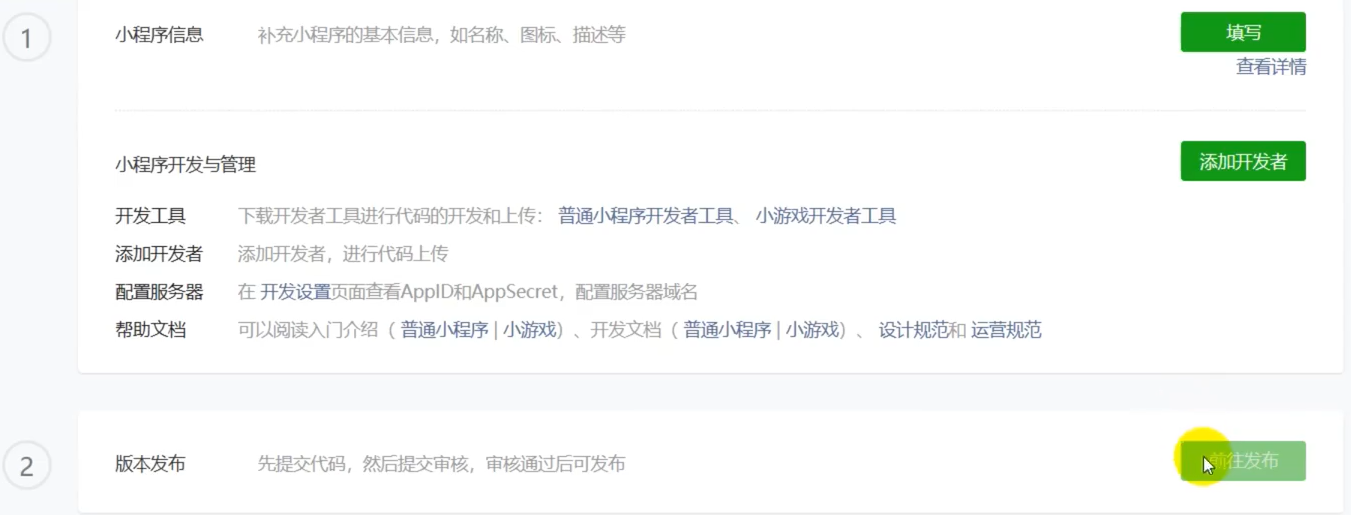 1
小程序信息 补充小程序的基本信息，如名称、图标、描述等 填写
查看详情
小程序开发与管理 添加开发者
开发工具 下载开发者工具进行代码的开发和上传： 普通小程序开发者工具、 小游戏开发者工具
添加开发者 添加开发者，进行代码上传
配置服务器 在 开发设置页面查看AppID和AppSecret，配置服务器域名
帮助文档 可以阅读入门介绍（ 普通小程序 | 小游戏）、开发文档（ 普通小程序 | 小游戏）、 设计规范和 运营规范
2
版本发布 先提交代码，然后提交审核，审核通过后可发布 前往发布